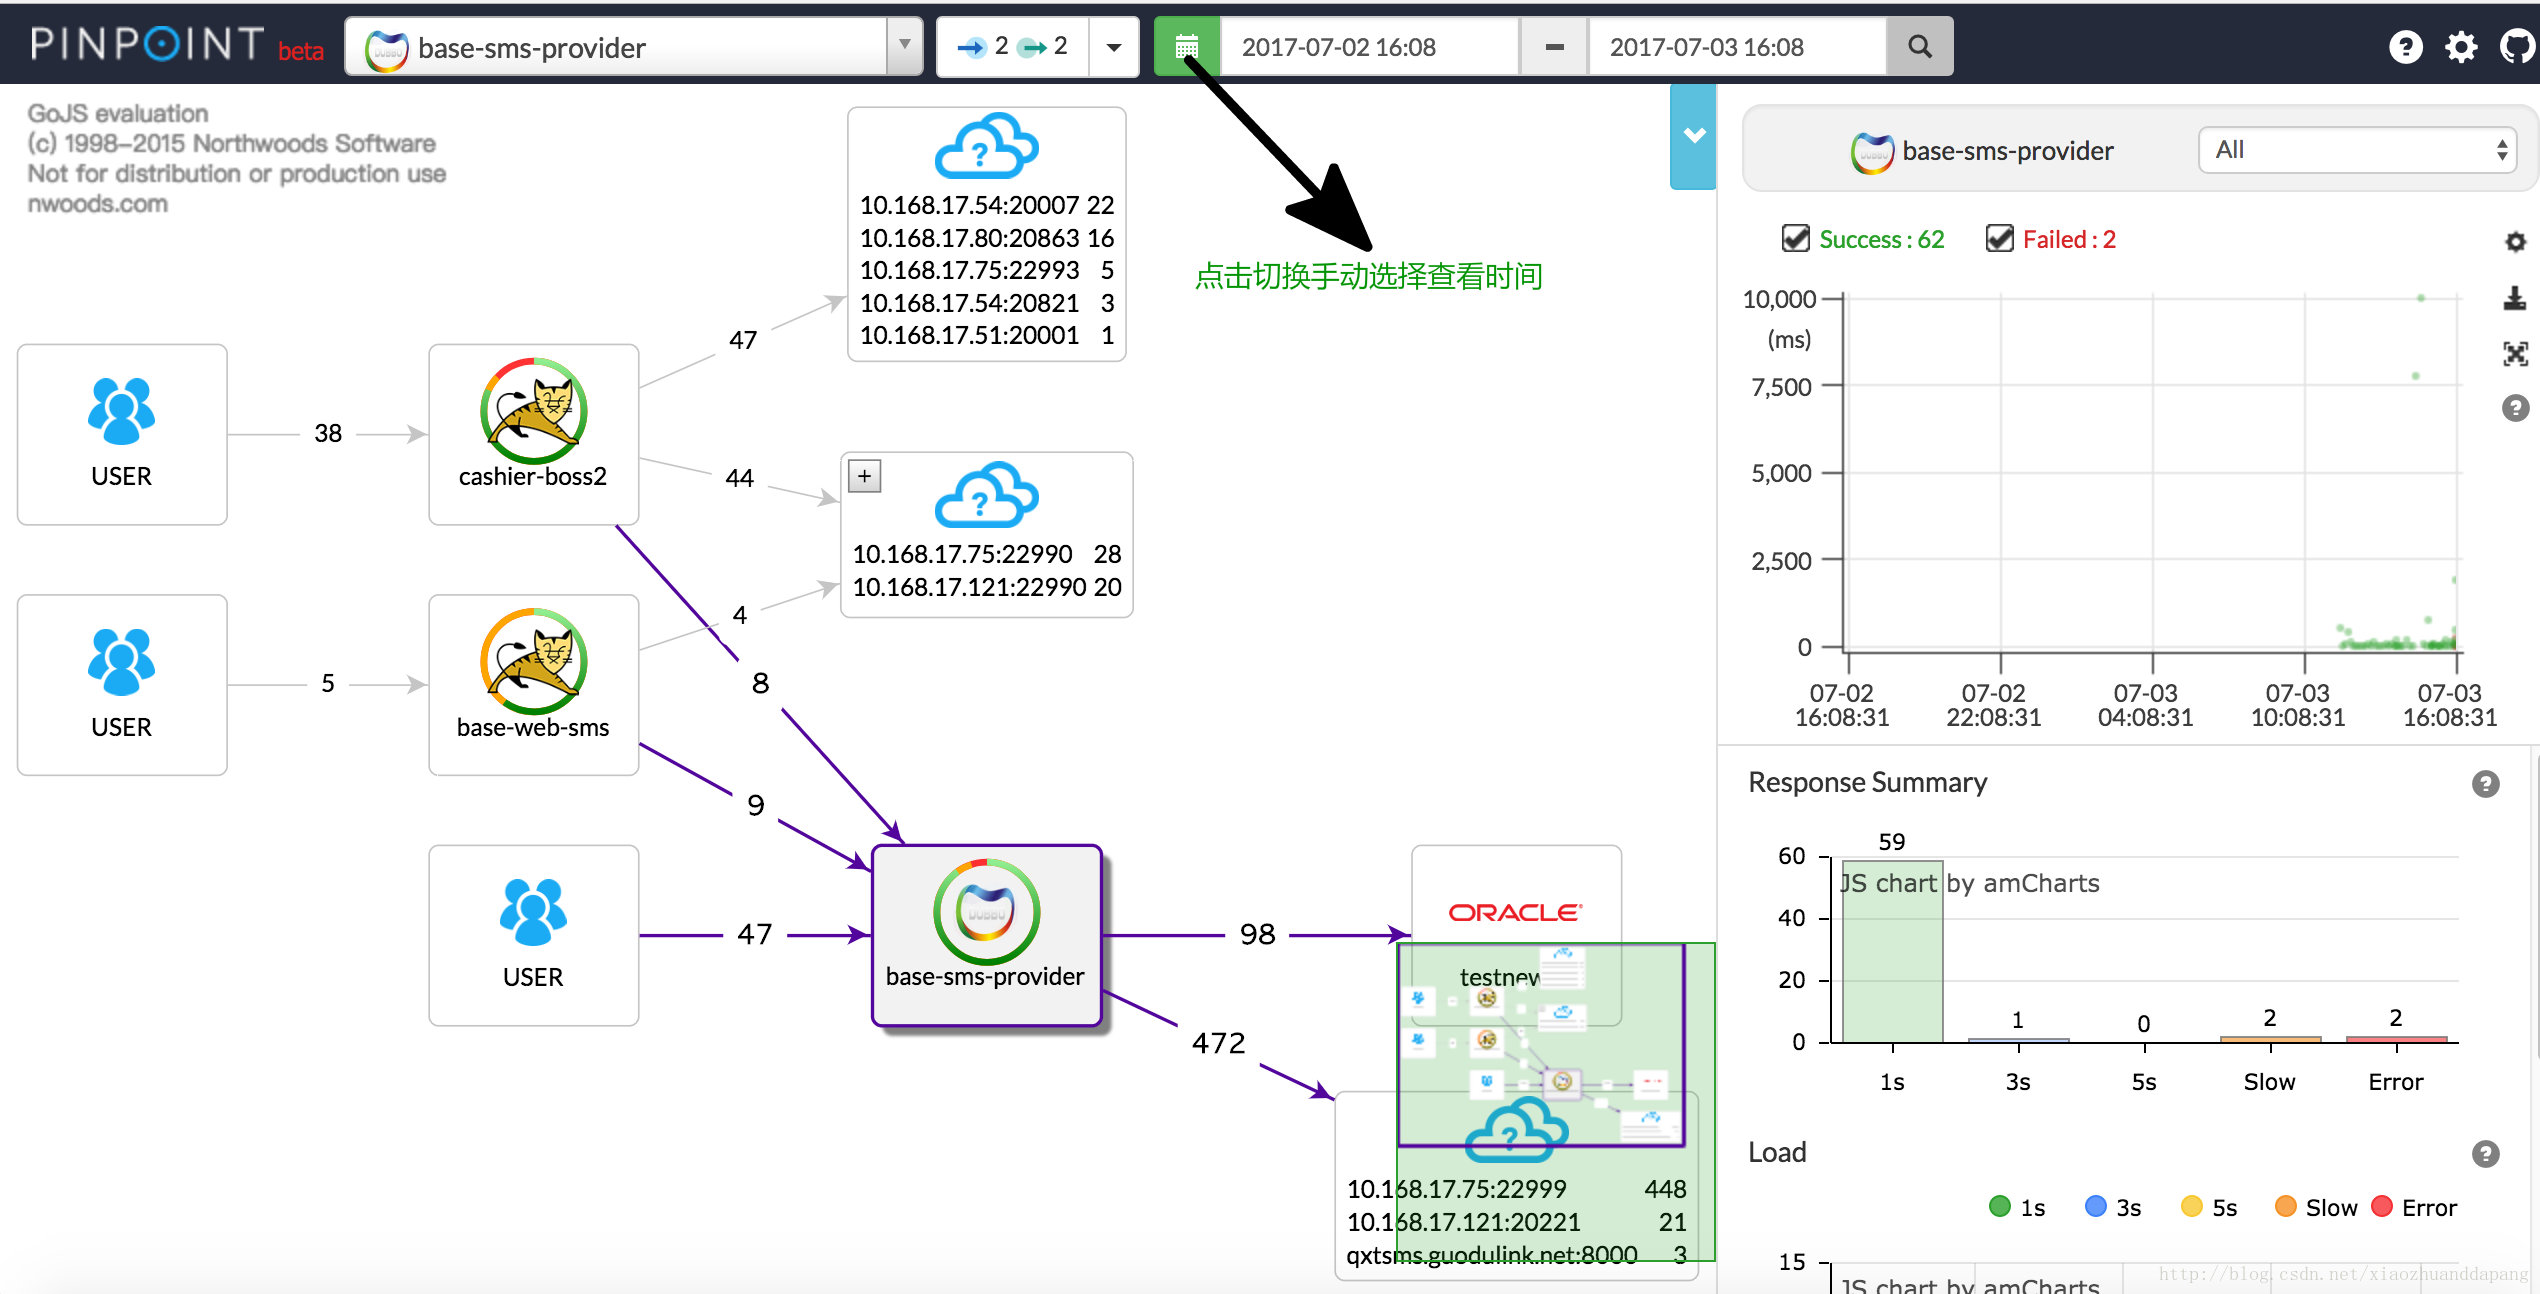 PINPOINT beta
base-sms-provider
2 2
2017-07-02 16:08
2017-07-03 16:08
GoJS evaluation
(c) 1998–2015 Northwoods Software
Not for distribution or production use
nwoods.com
10.168.17.54:20007 22
10.168.17.80:20863 16
10.168.17.75:22993 5
10.168.17.54:20821 3
10.168.17.51:20001 1
点击切换手动选择查看时间
47
USER
38
cashier-boss2
44
+
10.168.17.75:22990 28
10.168.17.121:22990 20
4
8
USER
5
base-web-sms
9
USER
47
base-sms-provider
98
ORACLE
472
10.168.17.75:22999 448
10.168.17.121:20221 21
qxtsms.guodulink.net:8000 3
base-sms-provider
All
Success : 62
Failed : 2
10,000
(ms)
7,500
5,000
2,500
0
07-02 07-02 07-03 07-03 07-03
16:08:31 22:08:31 04:08:31 10:08:31 16:08:31
Response Summary
59
60
JS chart by amCharts
40
20
1 0 2 2
0
1s 3s 5s Slow Error
Load
1s 3s 5s Slow Error
15
JS chart by amCharts
http://blog.csdn.net/xiaozhuanddapang